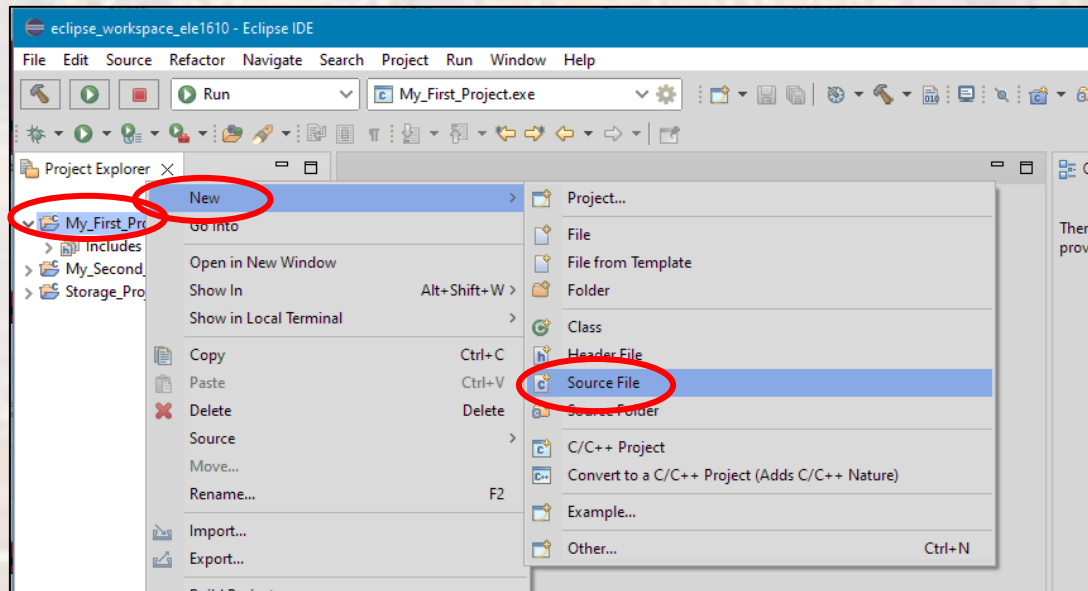 eclipse_workspace_ele1610 - Eclipse IDE
File Edit Source Refactor Navigate Search Project Run Window Help
Run
My_First_Project.exe
Project Explorer
My_First_Pro
Includes
My_Second_
Storage_Pro
New
Go Into
Open in New Window
Show In Alt+Shift+W >
Show in Local Terminal
Copy Ctrl+C
Paste Ctrl+V
Delete Delete
Source
Move...
Rename... F2
Import...
Export...
Project...
File
File from Template
Folder
Class
Header File
Source File
Source Folder
C/C++ Project
Convert to a C/C++ Project (Adds C/C++ Nature)
Example...
Other... Ctrl+N
Ther
prov